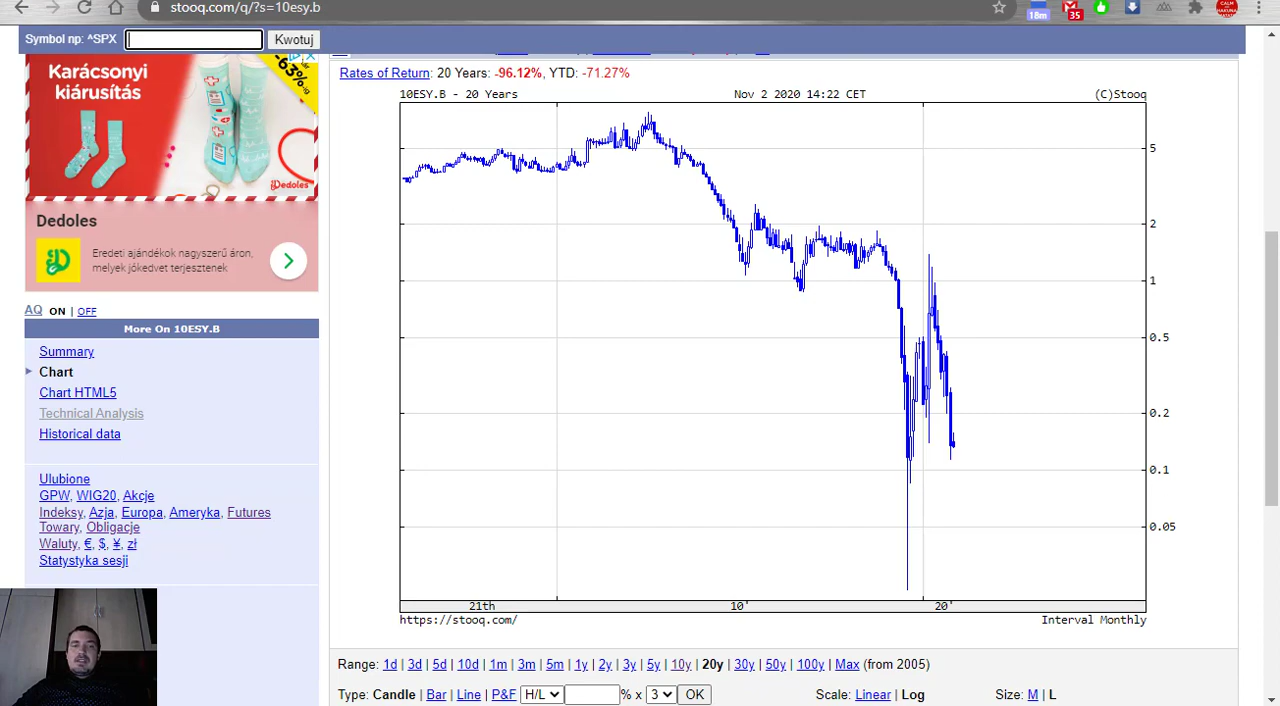 stooq.com/q/?s=10esy.b
18m
35
Symbol np: ^SPX
Kwotuj
Karácsonyi
kiárusítás
-63%
Dedoles
Dedoles
Eredeti ajándékok nagyszerű áron,
melyek jókedvet terjesztenek
AQ ON | OFF
More On 10ESY.B
Summary
Chart
Chart HTML5
Technical Analysis
Historical data
Ulubione
GPW, WIG20, Akcje
Indeksy, Azja, Europa, Ameryka, Futures
Towary, Obligacje
Waluty, €, $, ¥, zł
Statystyka sesji
Rates of Return: 20 Years: -96.12%, YTD: -71.27%
10ESY.B - 20 Years
Nov 2 2020 14:22 CET
(C)Stooq
5
2
1
0.5
0.2
0.1
0.05
21th
10'
20'
https://stooq.com/
Interval Monthly
Range: 1d | 3d | 5d | 10d | 1m | 3m | 5m | 1y | 2y | 3y | 5y | 10y | 20y | 30y | 50y | 100y | Max (from 2005)
Type: Candle | Bar | Line | P&F | H/L % x 3 OK
Scale: Linear | Log
Size: M | L